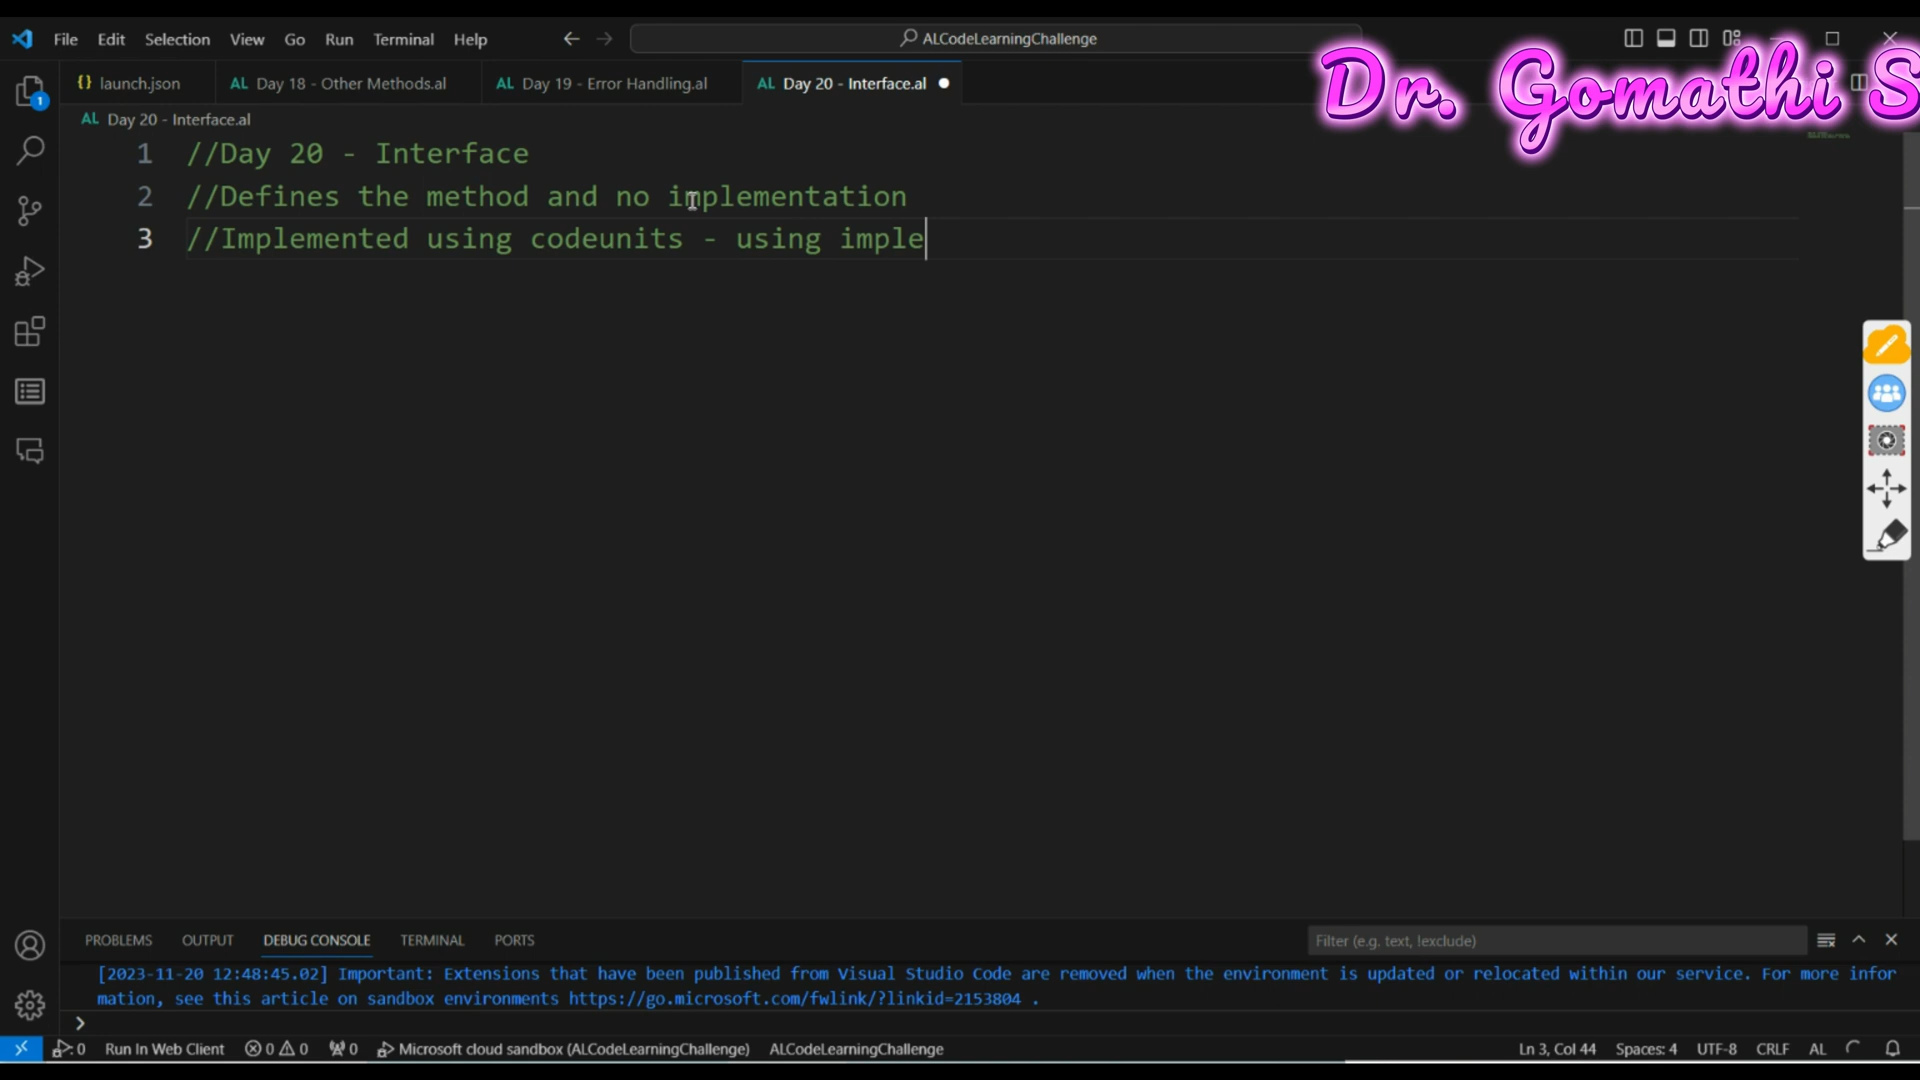 File Edit Selection View Go Run Terminal Help
ALCodeLearningChallenge
Dr. Gomathi S
{} launch.json
AL Day 18 - Other Methods.al
AL Day 19 - Error Handling.al
AL Day 20 - Interface.al
AL Day 20 - Interface.al
1 //Day 20 - Interface
2 //Defines the method and no implementation
3 //Implemented using codeunits - using imple
1
PROBLEMS OUTPUT DEBUG CONSOLE TERMINAL PORTS
Filter (e.g. text, !exclude)
[2023-11-20 12:48:45.02] Important: Extensions that have been published from Visual Studio Code are removed when the environment is updated or relocated within our service. For more infor
mation, see this article on sandbox environments https://go.microsoft.com/fwlink/?linkid=2153804 .
0 Run In Web Client 0 0 0 Microsoft cloud sandbox (ALCodeLearningChallenge) ALCodeLearningChallenge Ln 3, Col 44 Spaces: 4 UTF-8 CRLF AL